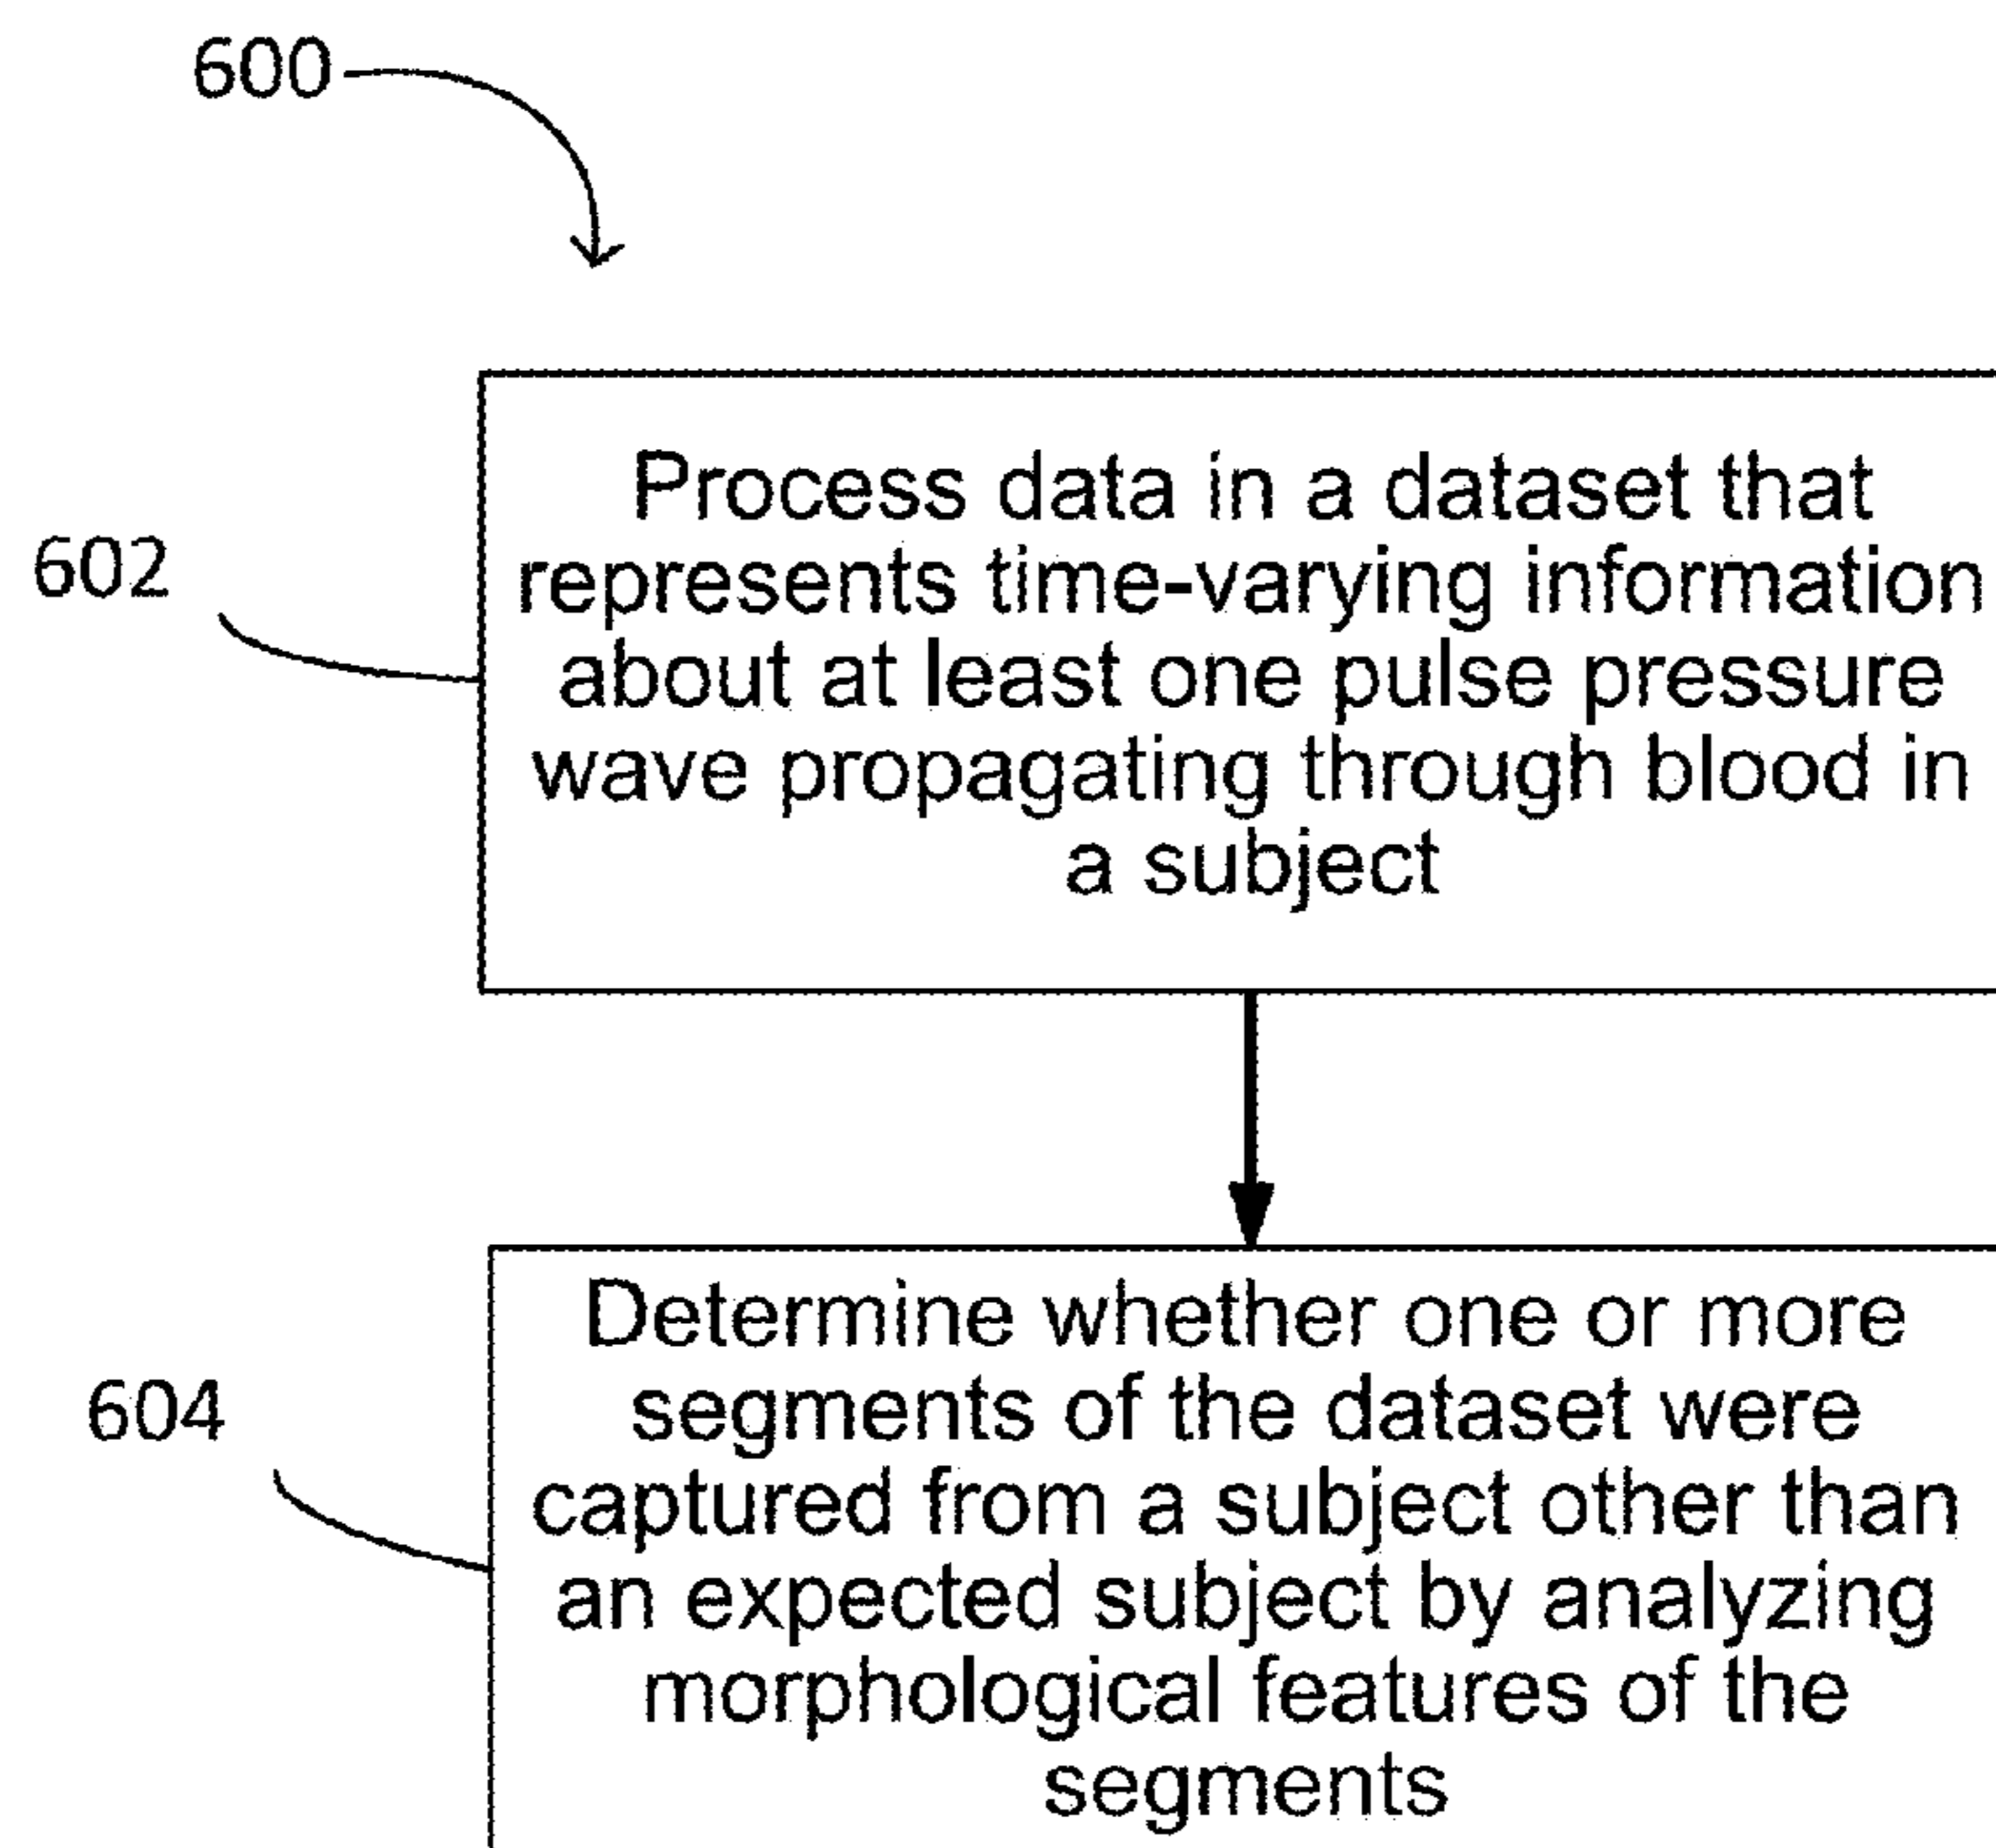 600
602
Process data in a dataset that
represents time-varying information
about at least one pulse pressure
wave propagating through blood in
a subject
604
Determine whether one or more
segments of the dataset were
captured from a subject other than
an expected subject by analyzing
morphological features of the
segments